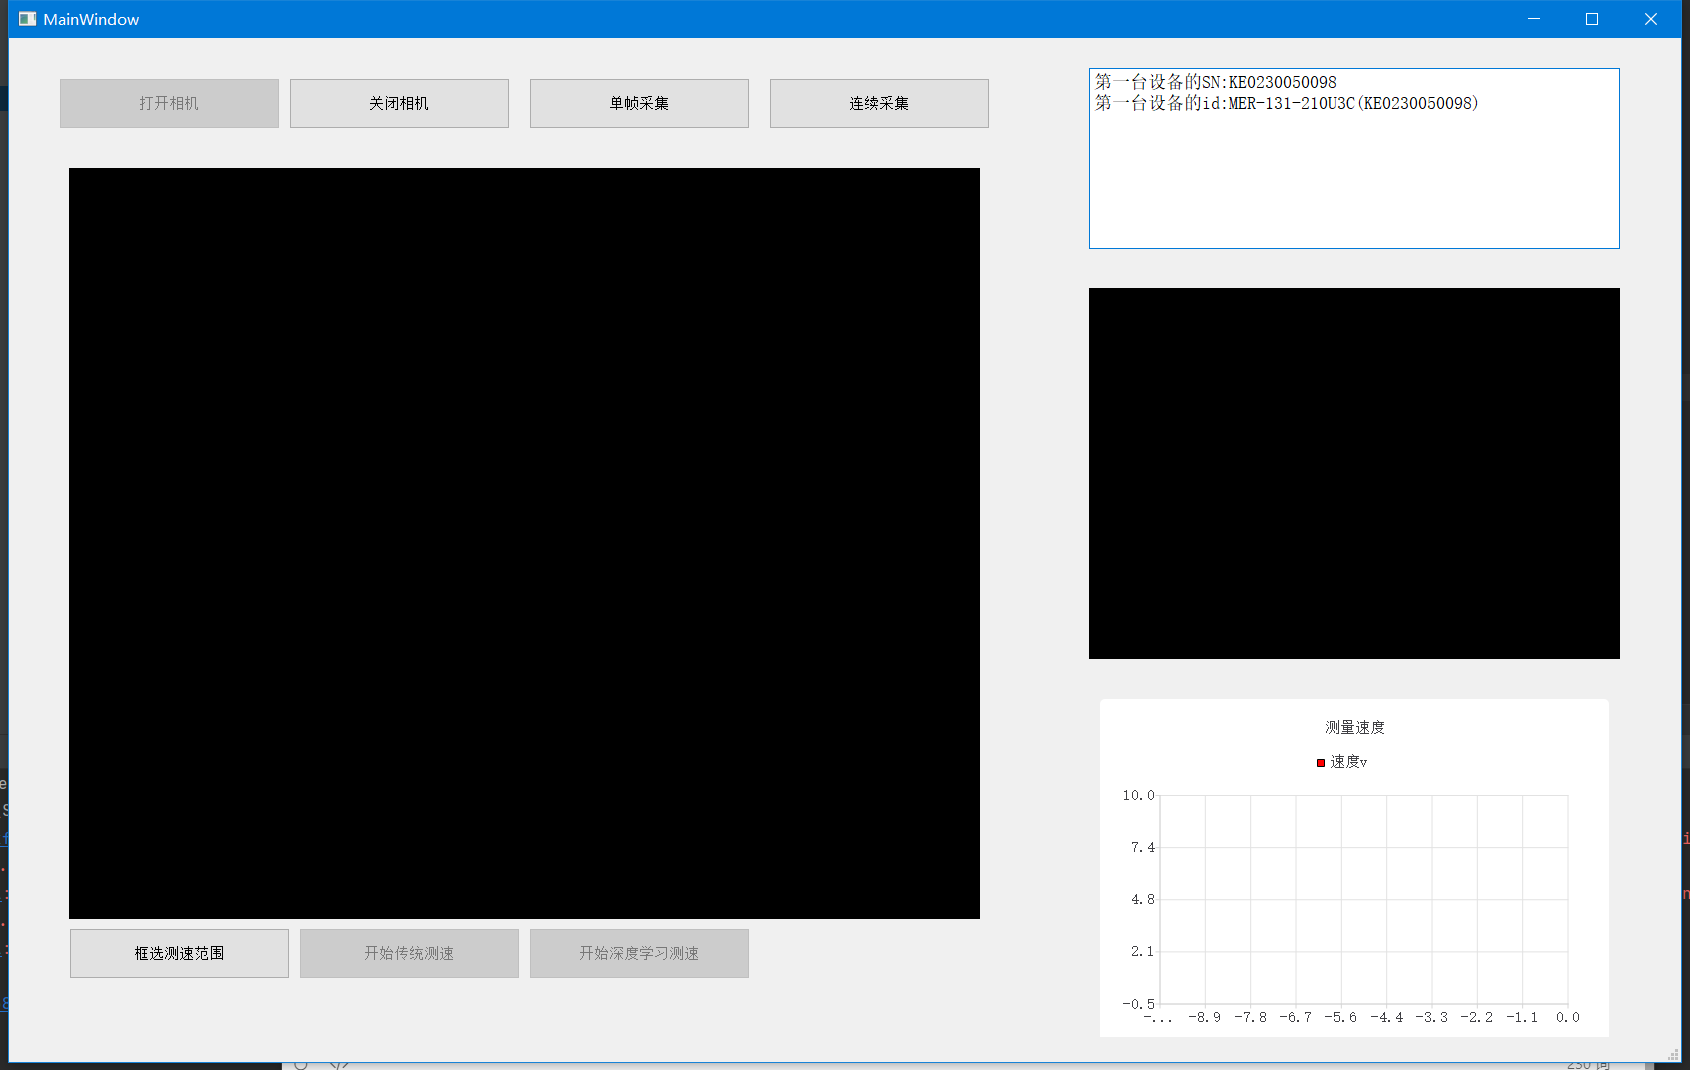 MainWindow
打开相机
关闭相机
单帧采集
连续采集
第一台设备的SN:KE0230050098
第一台设备的id:MER-131-210U3C(KE0230050098)
测量速度
速度v
10.0
7.4
4.8
2.1
-0.5
-... -8.9 -7.8 -6.7 -5.6 -4.4 -3.3 -2.2 -1.1 0.0
框选测速范围
开始传统测速
开始深度学习测速